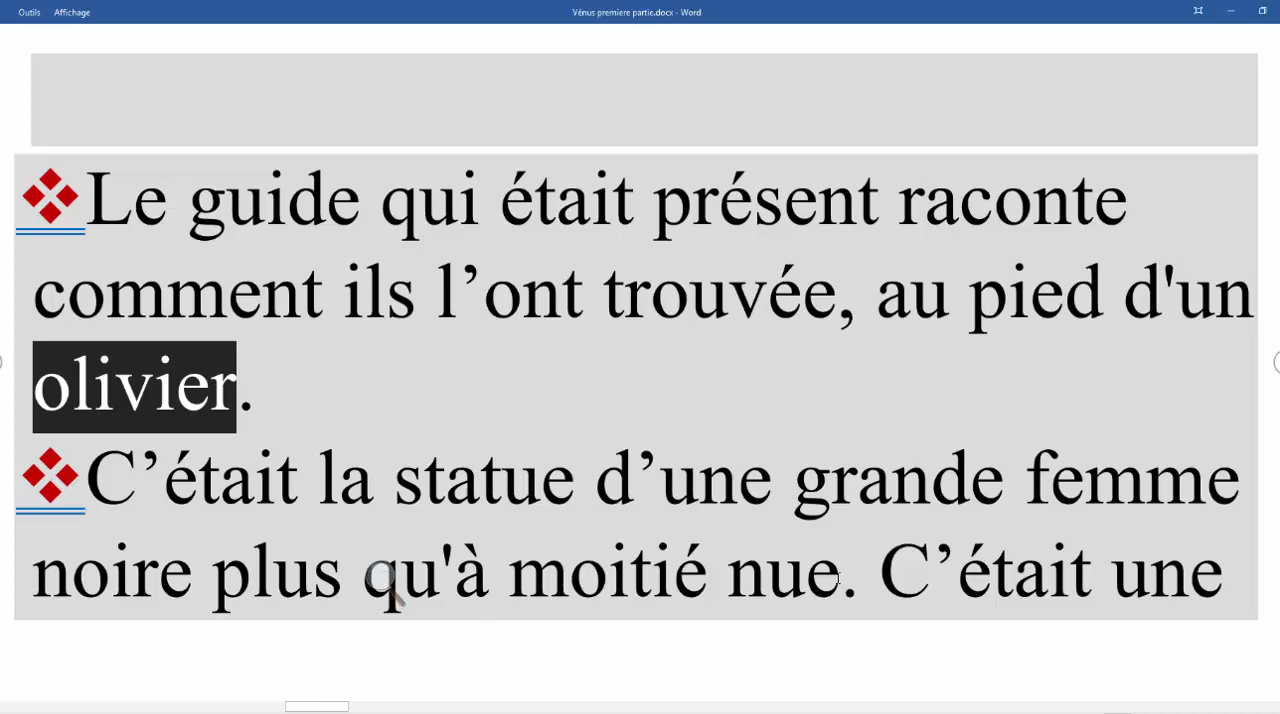 Outils Affichage Vénus premiere partie.docx - Word
Le guide qui était présent raconte
comment ils l’ont trouvée, au pied d'un
olivier.
C’était la statue d’une grande femme
noire plus qu'à moitié nue. C’était une